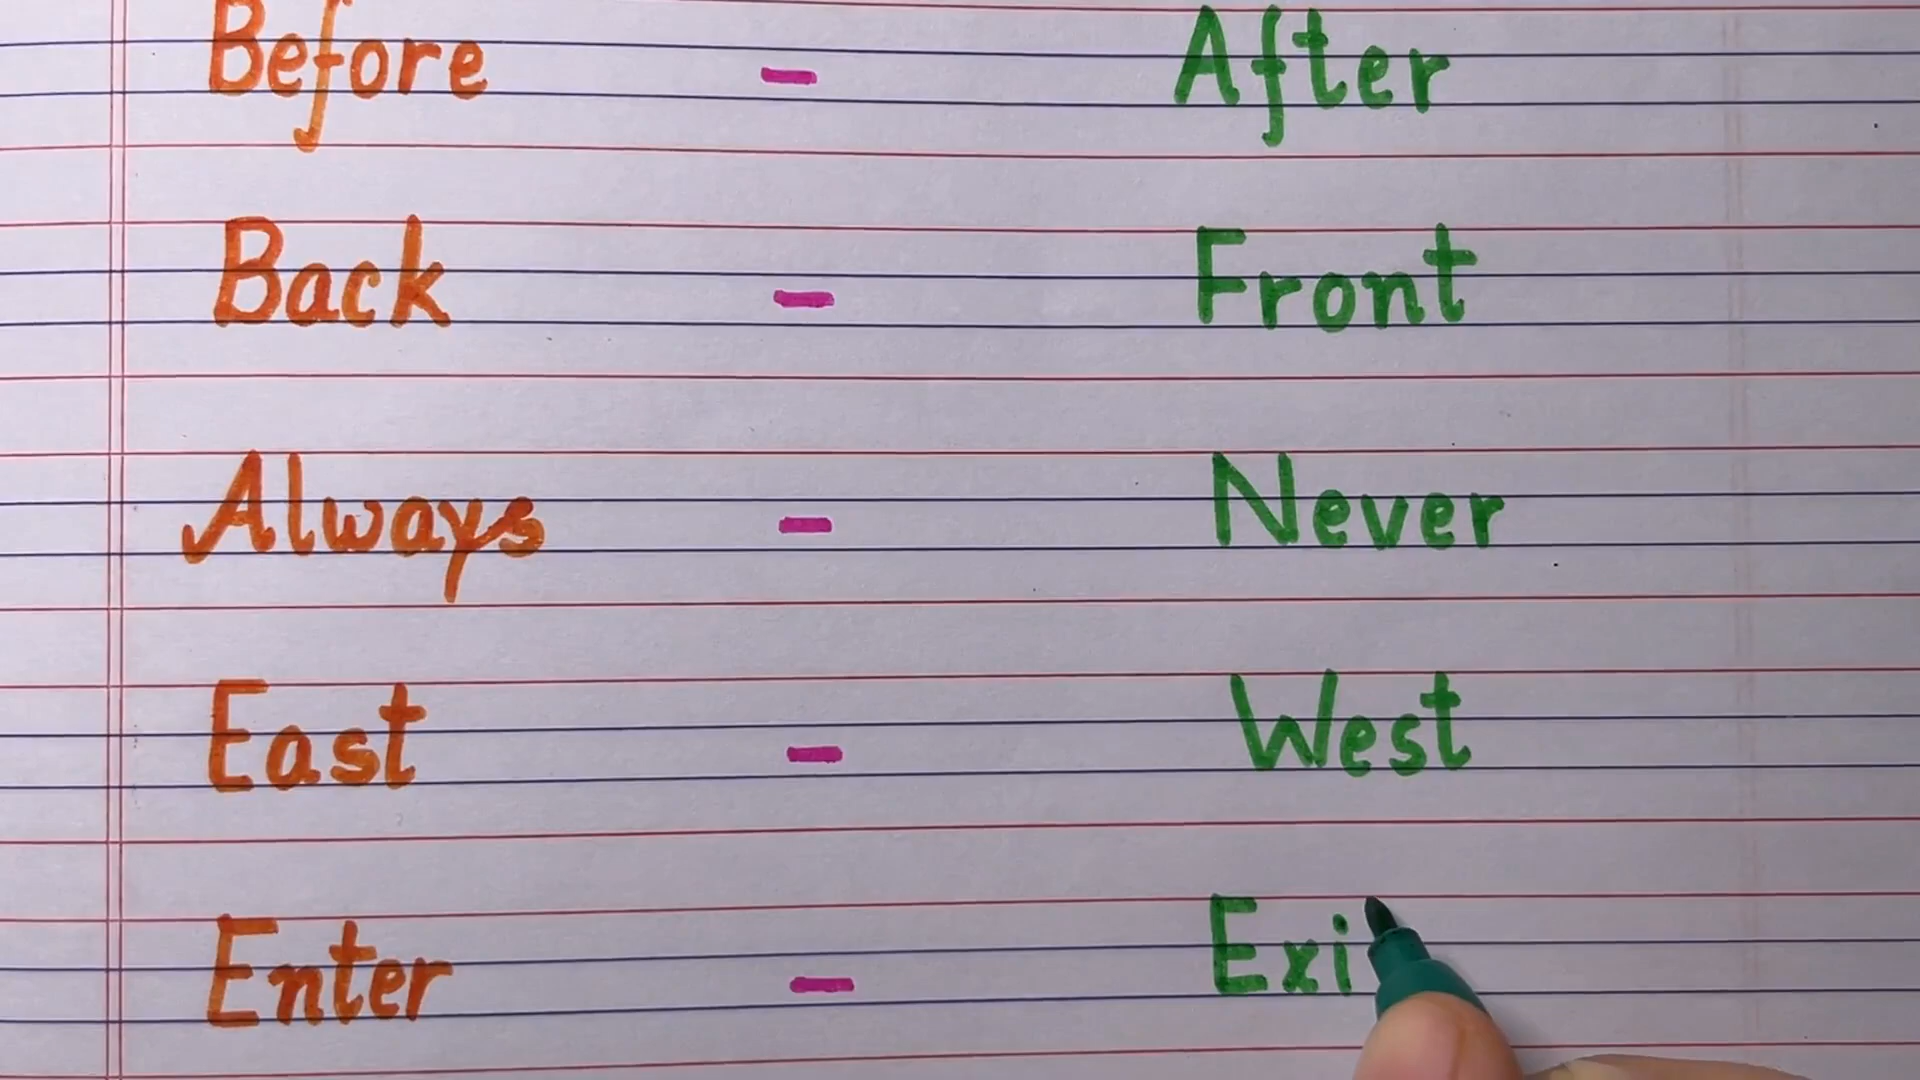 Before - After
Back - Front
Always - Never
East - West
Enter - Exi